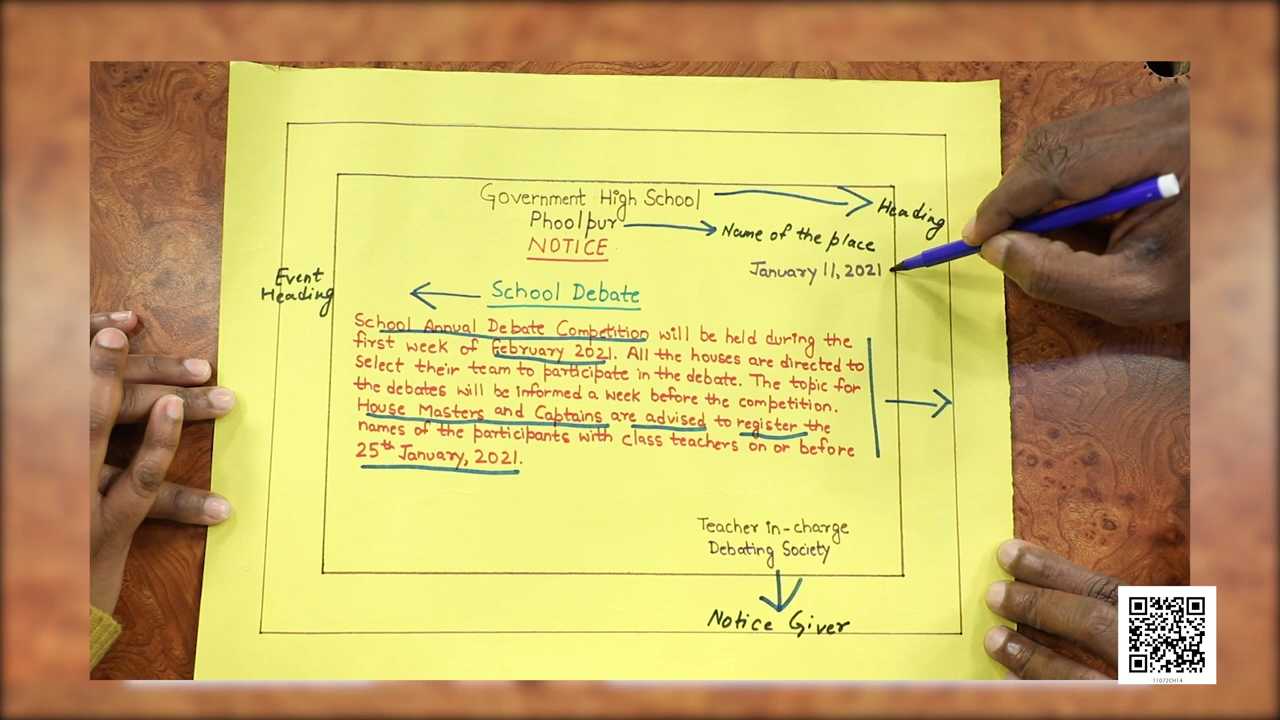 Government High School
Heading
Phoolpur
Name of the place
NOTICE
January 11, 2021
Event
Heading
School Debate
School Annual Debate Competition will be held during the
first week of February 2021. All the houses are directed to
select their team to participate in the debate. The topic for
the debates will be informed a week before the competition.
House Masters and Captains are advised to register the
names of the participants with class teachers on or before
25th January, 2021.
Teacher in-charge
Debating Society
Notice Giver
11072CH14